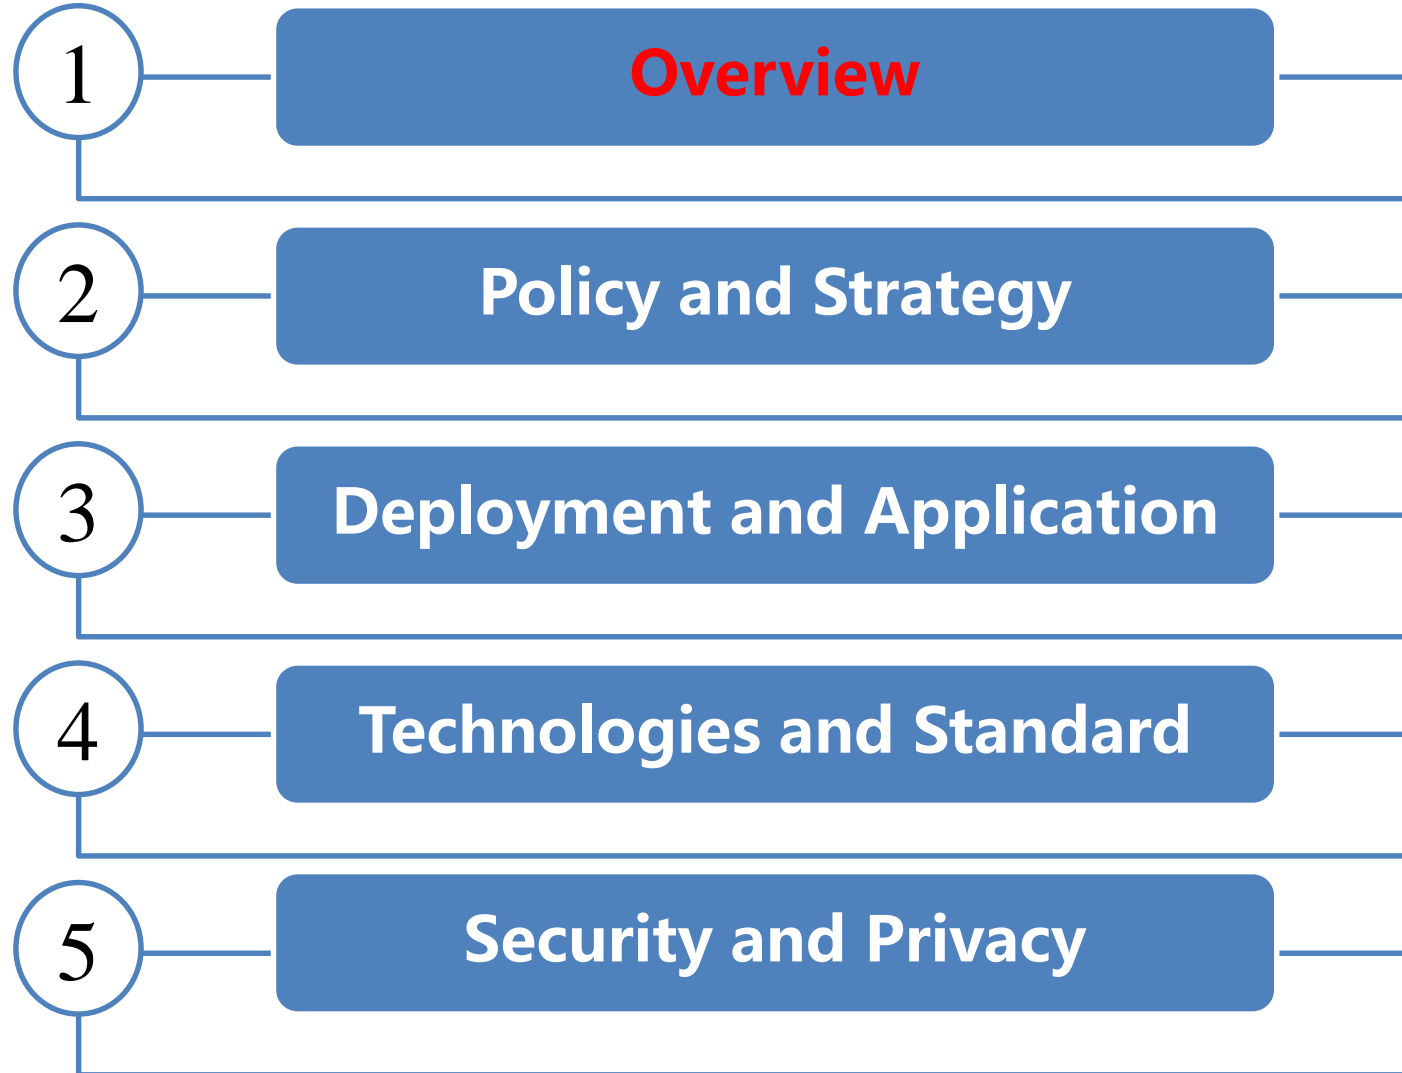 1
Overview
2
Policy and Strategy
3
Deployment and Application
4
Technologies and Standard
5
Security and Privacy